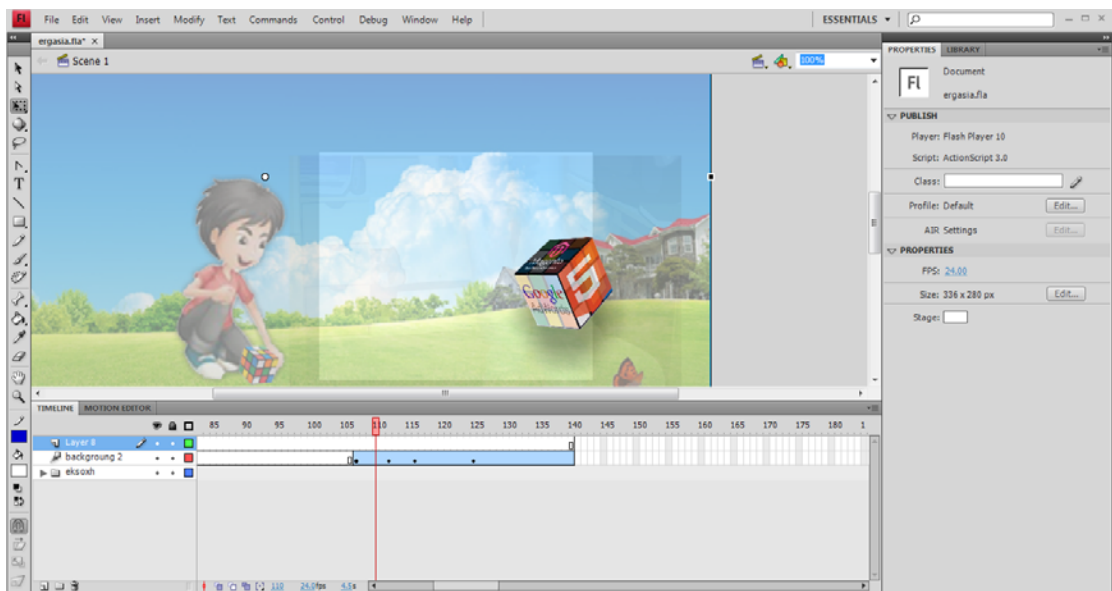 FL File Edit View Insert Modify Text Commands Control Debug Window Help ESSENTIALS
ergasia.fla* ×
Scene 1 100%
PROPERTIES LIBRARY
Fl Document
ergasia.fla
PUBLISH
Player: Flash Player 10
Script: ActionScript 3.0
Class:
Profile: Default Edit...
AIR Settings Edit...
PROPERTIES
FPS: 24.00
Size: 336 x 280 px Edit...
Stage:
Google
AdWords
5
TIMELINE MOTION EDITOR
85 90 95 100 105 110 115 120 125 130 135 140 145 150 155 160 165 170 175 180 1
Layer 8
backgroung 2
eksoxh
110 24.0fps 4.5s